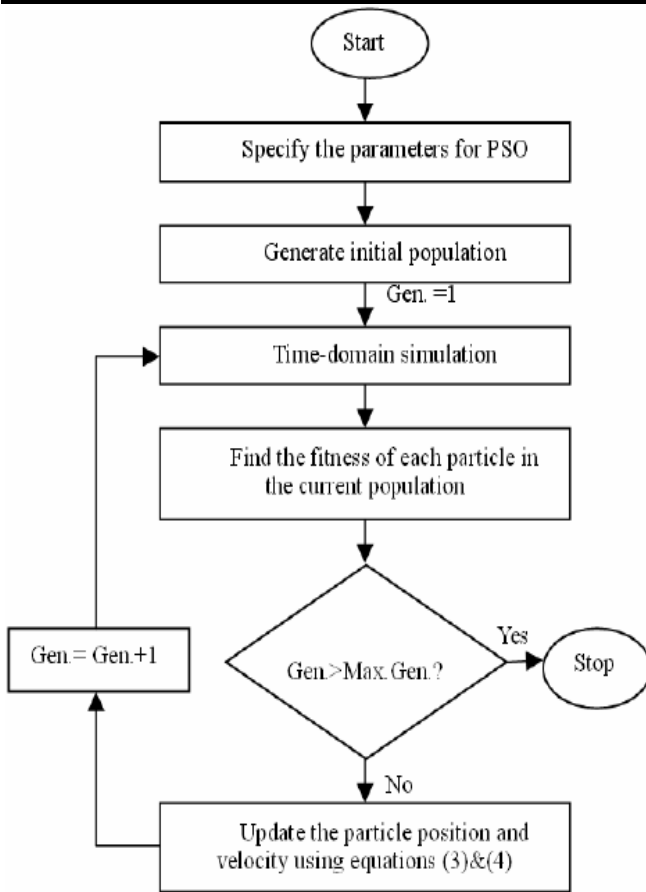 Start
Specify the parameters for PSO
Generate initial population
Gen. =1
Time-domain simulation
Find the fitness of each particle in
the current population
Gen.>Max.Gen.?
Yes
Stop
No
Update the particle position and
velocity using equations (3)&(4)
Gen.= Gen.+1